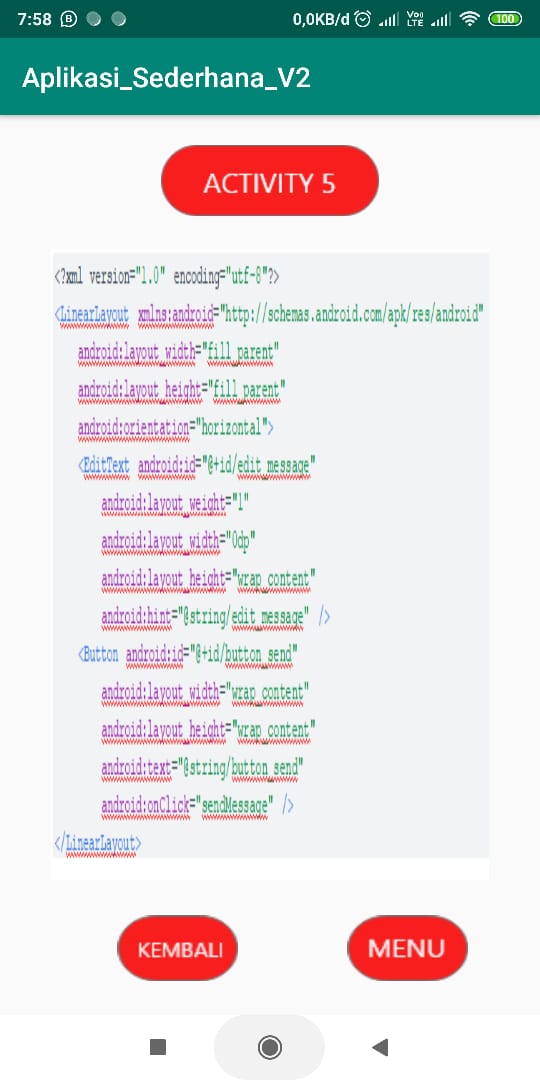 7:58 B 0,0KB/d Vo LTE 100
Aplikasi_Sederhana_V2
ACTIVITY 5
<?xml version="1.0" encoding="utf-8"?>
<LinearLayout xmlns:android="http://schemas.android.com/apk/res/android"
android:layout_width="fill_parent"
android:layout_height="fill_parent"
android:orientation="horizontal">
<EditText android:id="@+id/edit_message"
android:layout_weight="1"
android:layout_width="0dp"
android:layout_height="wrap_content"
android:hint="@string/edit_message" />
<Button android:id="@+id/button_send"
android:layout_width="wrap_content"
android:layout_height="wrap_content"
android:text="@string/button_send"
android:onClick="sendMessage" />
</LinearLayout>
KEMBALI MENU